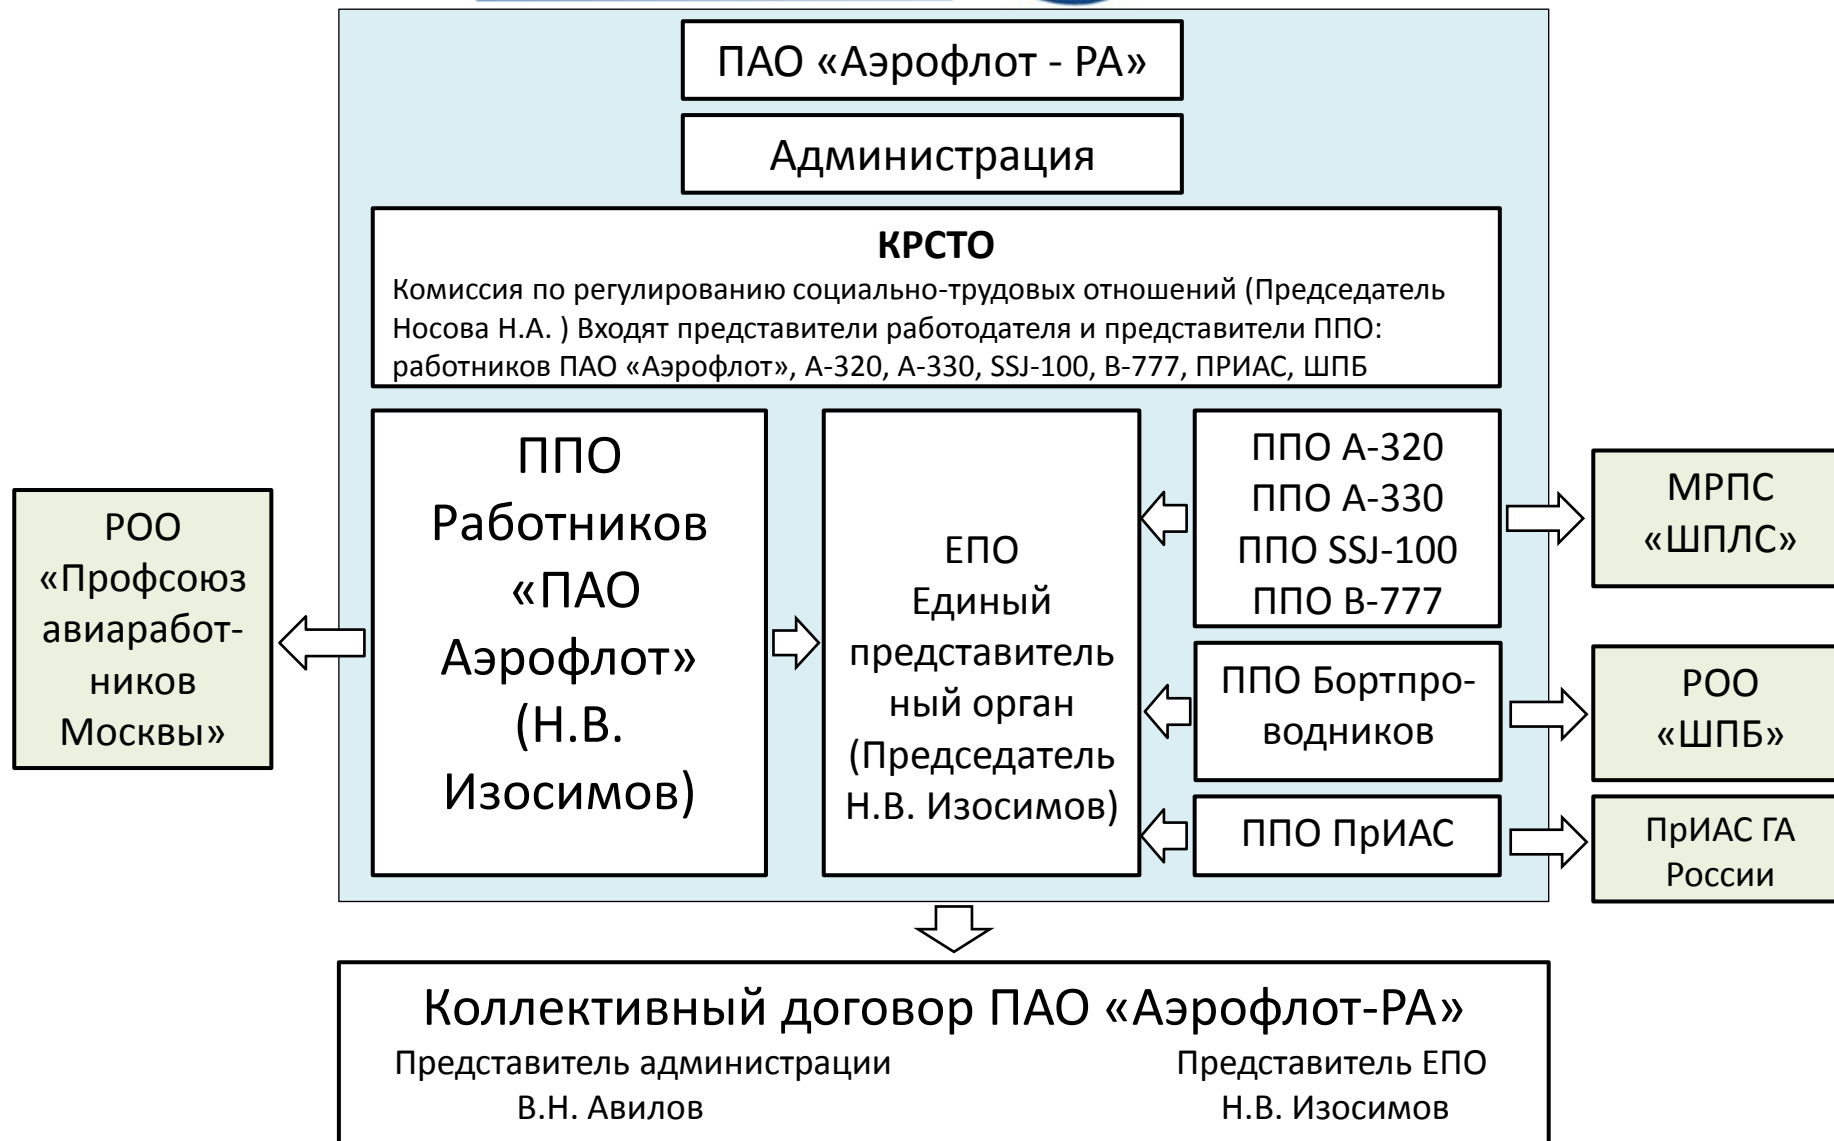 ПАО «Аэрофлот - РА»
Администрация
КРСТО
Комиссия по регулированию социально-трудовых отношений (Председатель
Носова Н.А. ) Входят представители работодателя и представители ППО:
работников ПАО «Аэрофлот», А-320, А-330, SSJ-100, В-777, ПРИАС, ШПБ
РОО
«Профсоюз
авиаработ-
ников
Москвы»
ППО
Работников
«ПАО
Аэрофлот»
(Н.В.
Изосимов)
ЕПО
Единый
представитель
ный орган
(Председатель
Н.В. Изосимов)
ППО А-320
ППО А-330
ППО SSJ-100
ППО В-777
МРПС
«ШПЛС»
ППО Бортпро-
водников
РОО
«ШПБ»
ППО ПрИАС
ПрИАС ГА
России
Коллективный договор ПАО «Аэрофлот-РА»
Представитель администрации
В.Н. Авилов
Представитель ЕПО
Н.В. Изосимов